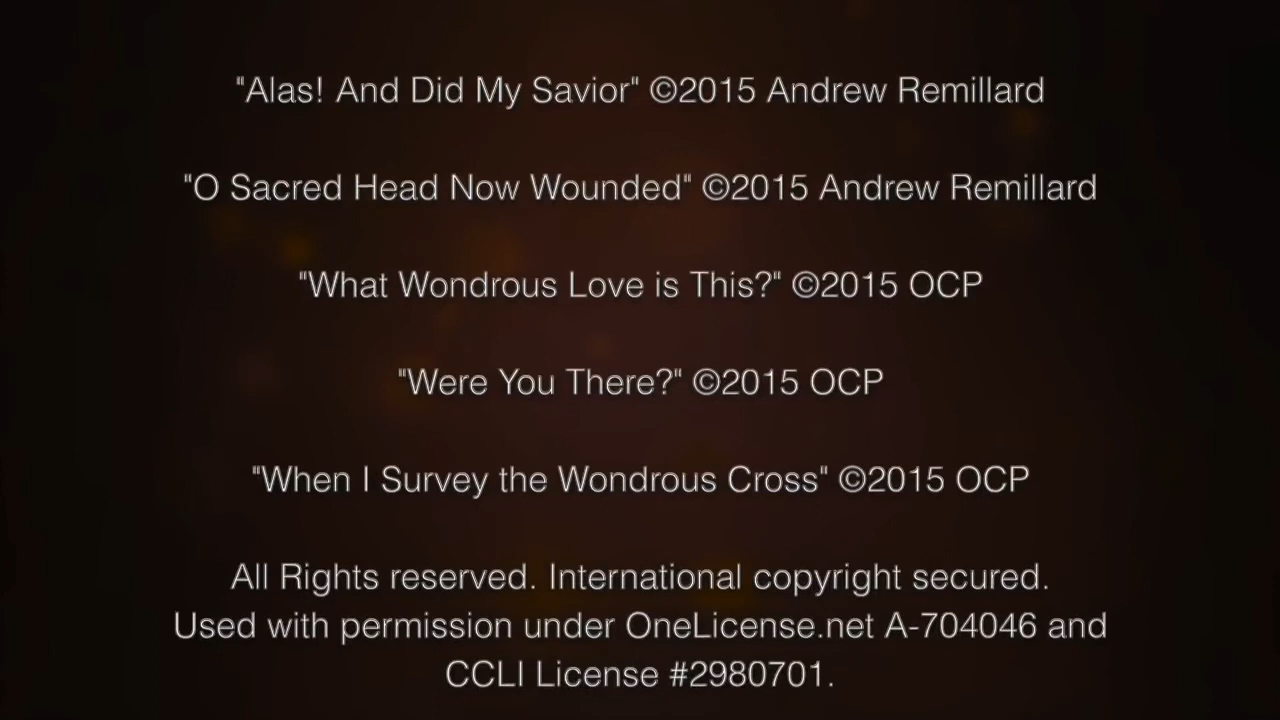 "Alas! And Did My Savior" ©2015 Andrew Remillard
"O Sacred Head Now Wounded" ©2015 Andrew Remillard
"What Wondrous Love is This?" ©2015 OCP
"Were You There?" ©2015 OCP
"When I Survey the Wondrous Cross" ©2015 OCP
All Rights reserved. International copyright secured.
Used with permission under OneLicense.net A-704046 and
CCLI License #2980701.